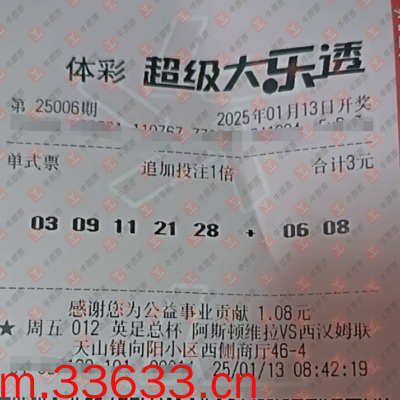 体彩 超级大乐透
第 25006期 2025年01月13日开奖
110767
单式票 追加投注1倍 合计3元
03 09 11 21 28 + 06 08
感谢您为公益事业贡献 1.08元
★ 周五 012 英足总杯 阿斯顿维拉VS西汉姆联
天山镇向阳小区西侧商厅46-4
25/01/13 08:42:19
m.33633.cn